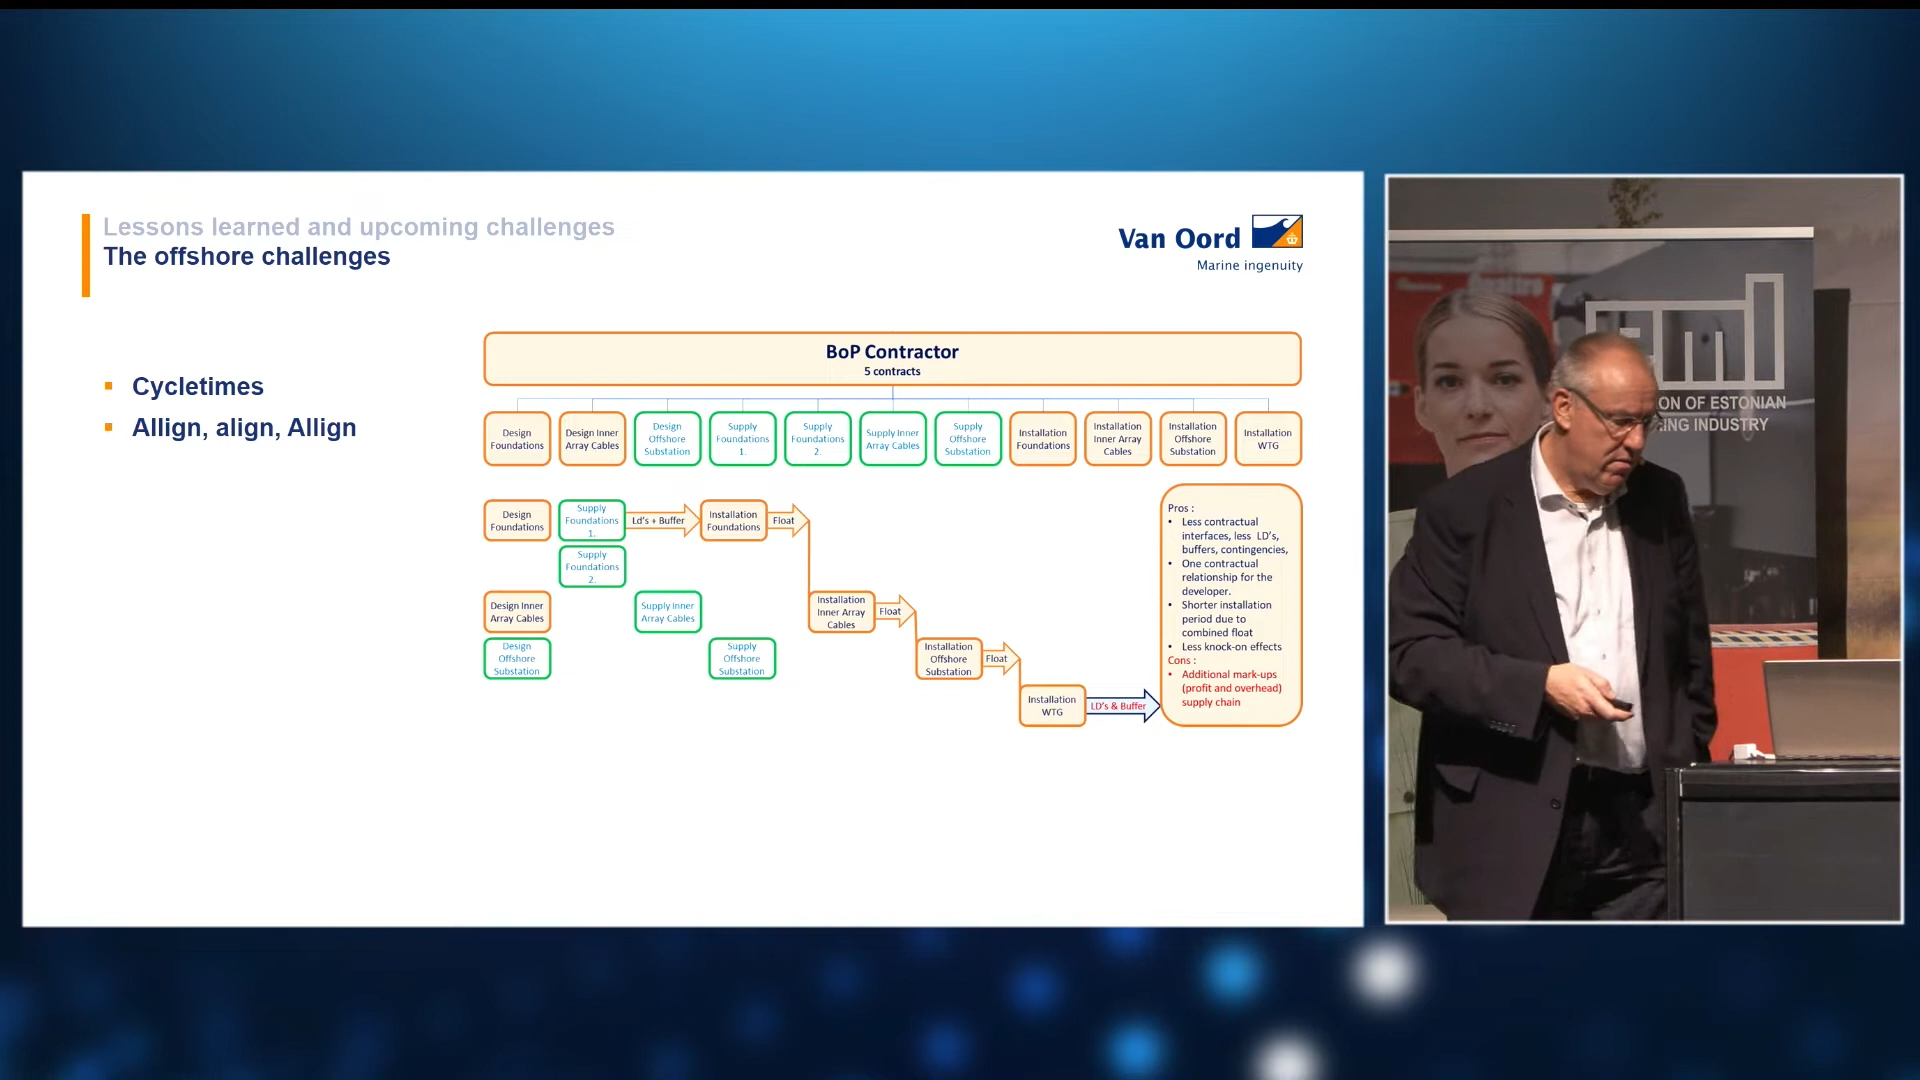 Lessons learned and upcoming challenges
The offshore challenges
Van Oord
Marine ingenuity
Cycletimes
Allign, align, Allign
BoP Contractor
5 contracts
Design
Foundations
Design Inner
Array Cables
Design
Offshore
Substation
Supply
Foundations
1.
Supply
Foundations
2.
Supply Inner
Array Cables
Supply
Offshore
Substation
Installation
Foundations
Installation
Inner Array
Cables
Installation
Offshore
Substation
Installation
WTG
Design
Foundations
Supply
Foundations
1.
Ld's + Buffer
Installation
Foundations
Float
Supply
Foundations
2.
Design Inner
Array Cables
Supply Inner
Array Cables
Installation
Inner Array
Cables
Float
Design
Offshore
Substation
Supply
Offshore
Substation
Installation
Offshore
Substation
Float
Installation
WTG
LD's & Buffer
Pros :
• Less contractual
interfaces, less LD's,
buffers, contingencies,
• One contractual
relationship for the
developer.
• Shorter installation
period due to
combined float
• Less knock-on effects
Cons :
• Additional mark-ups
(profit and overhead)
supply chain
ON OF ESTONIAN
ING INDUSTRY